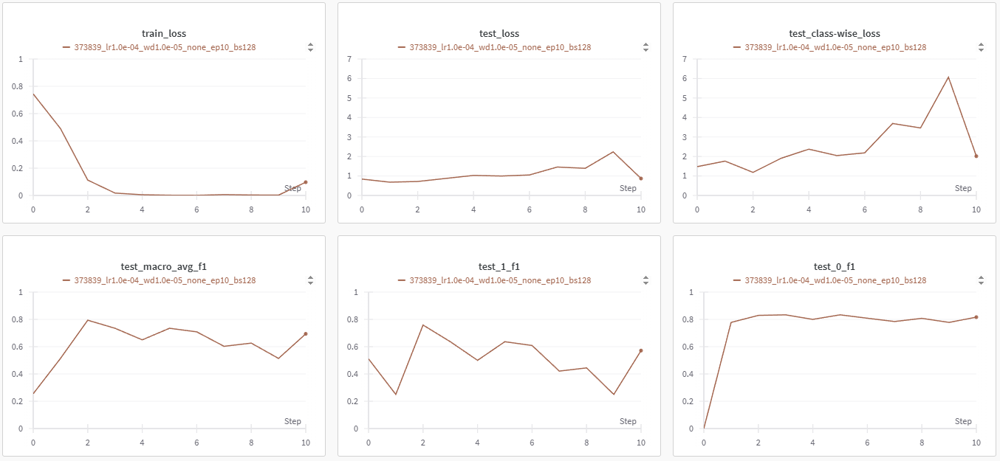 train_loss
373839_lr1.0e-04_wd1.0e-05_none_ep10_bs128
1
0.8
0.6
0.4
0.2
0
Step
0 2 4 6 8 10
test_loss
373839_lr1.0e-04_wd1.0e-05_none_ep10_bs128
7
6
5
4
3
2
1
0
Step
0 2 4 6 8 10
test_class-wise_loss
373839_lr1.0e-04_wd1.0e-05_none_ep10_bs128
7
6
5
4
3
2
1
0
Step
0 2 4 6 8 10
test_macro_avg_f1
373839_lr1.0e-04_wd1.0e-05_none_ep10_bs128
1
0.8
0.6
0.4
0.2
0
Step
0 2 4 6 8 10
test_1_f1
373839_lr1.0e-04_wd1.0e-05_none_ep10_bs128
1
0.8
0.6
0.4
0.2
0
Step
0 2 4 6 8 10
test_0_f1
373839_lr1.0e-04_wd1.0e-05_none_ep10_bs128
1
0.8
0.6
0.4
0.2
0
Step
0 2 4 6 8 10